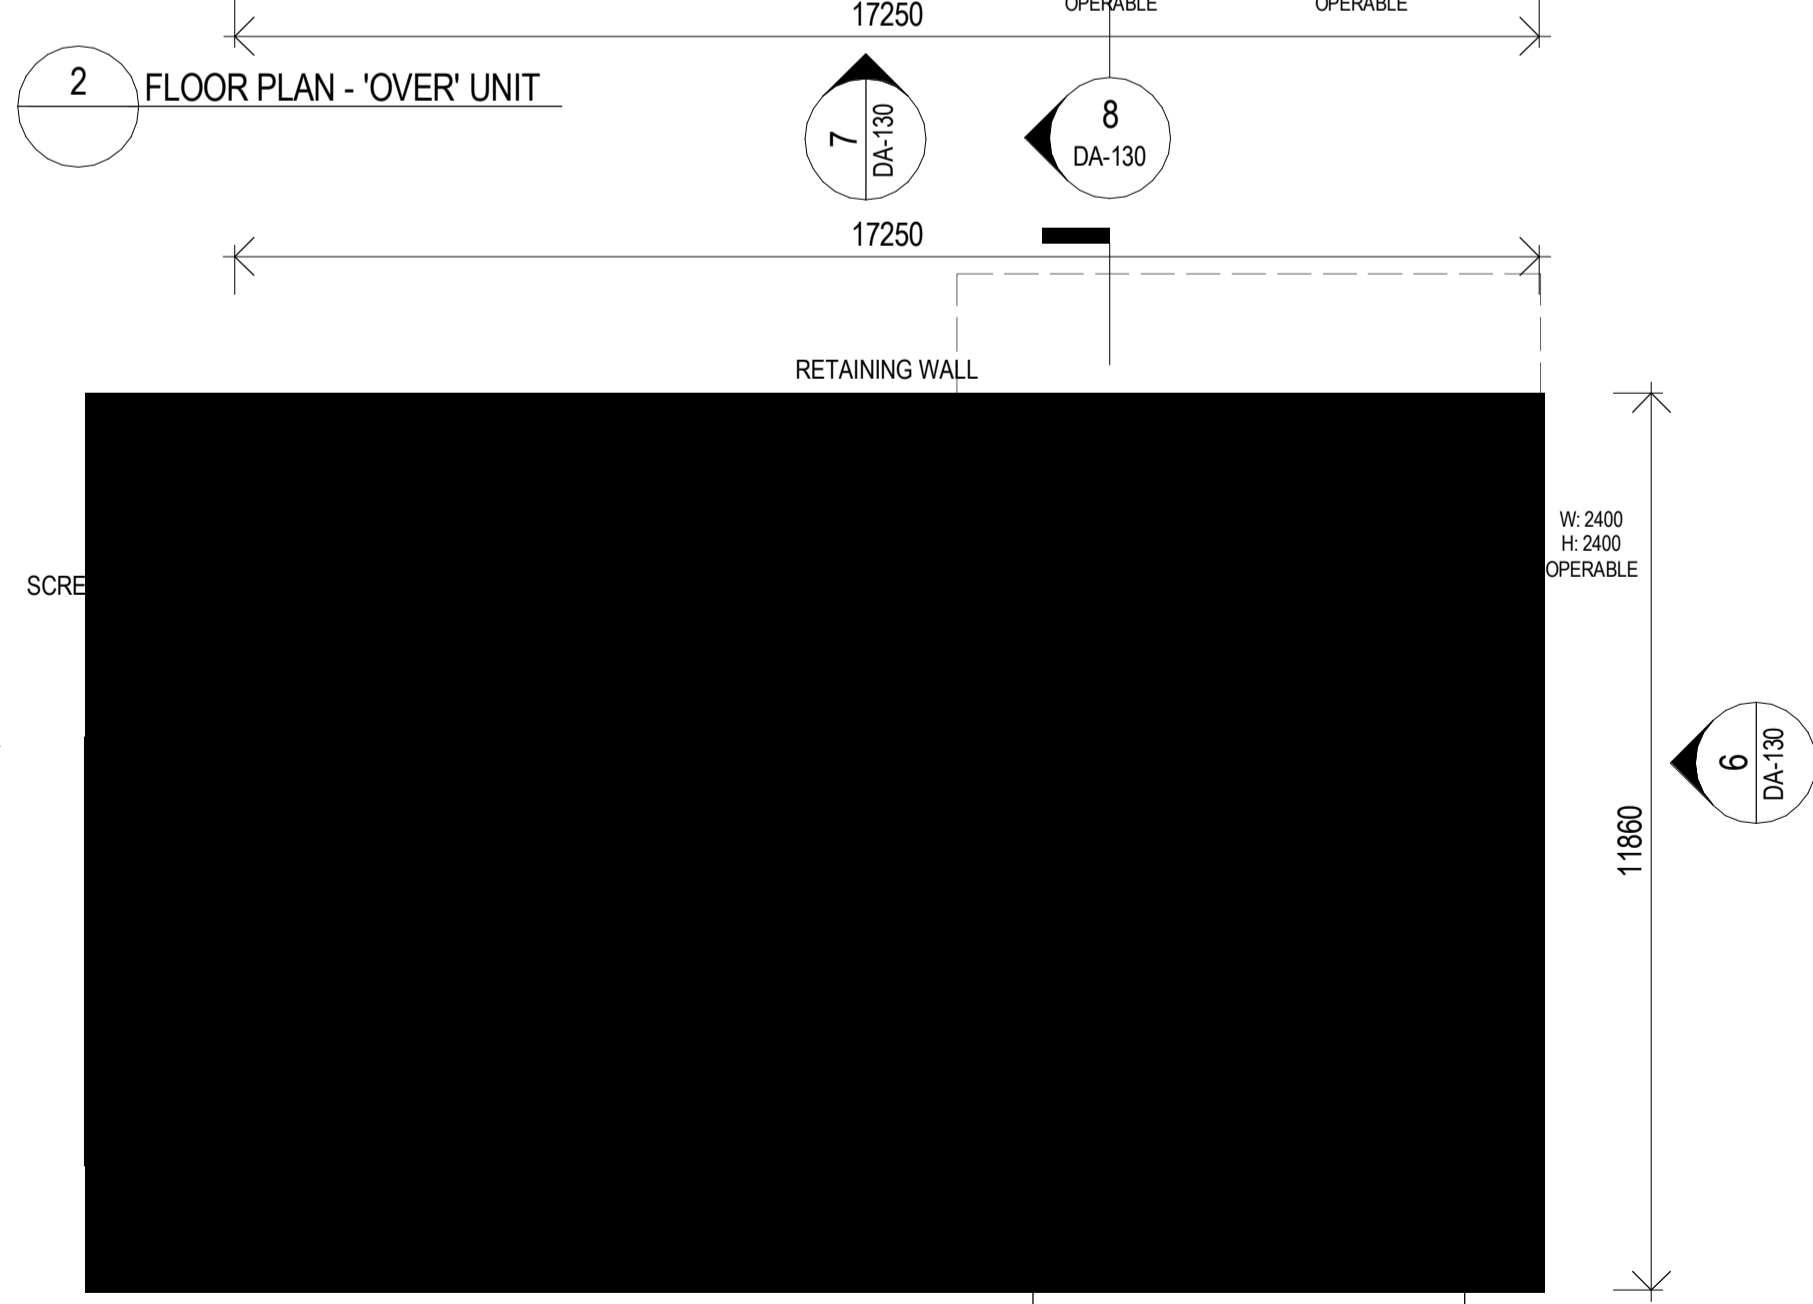 17250
OPERABLE
OPERABLE
2
FLOOR PLAN - 'OVER' UNIT
7
DA-130
8
DA-130
17250
RETAINING WALL
W: 2400
H: 2400
OPERABLE
SCRE
6
DA-130
11860